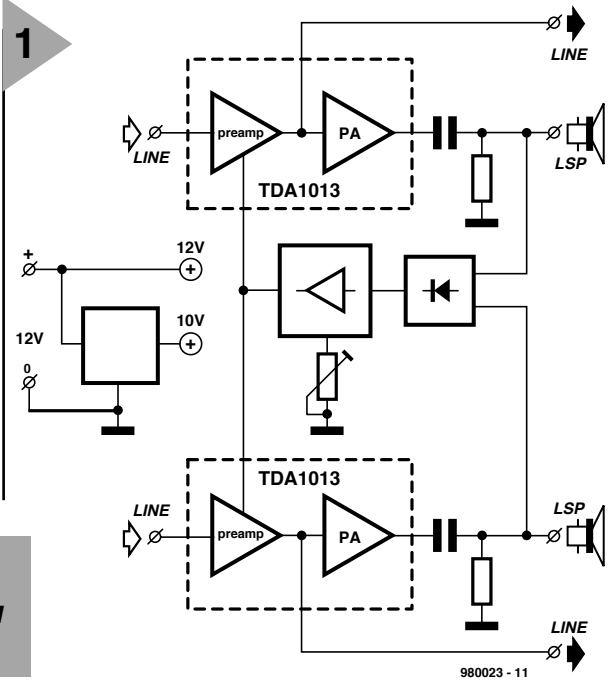 1
LINE
LINE
preamp
PA
TDA1013
LSP
+
12V
+
12V
10V
+
0
TDA1013
LINE
preamp
PA
LSP
LINE
980023 - 11